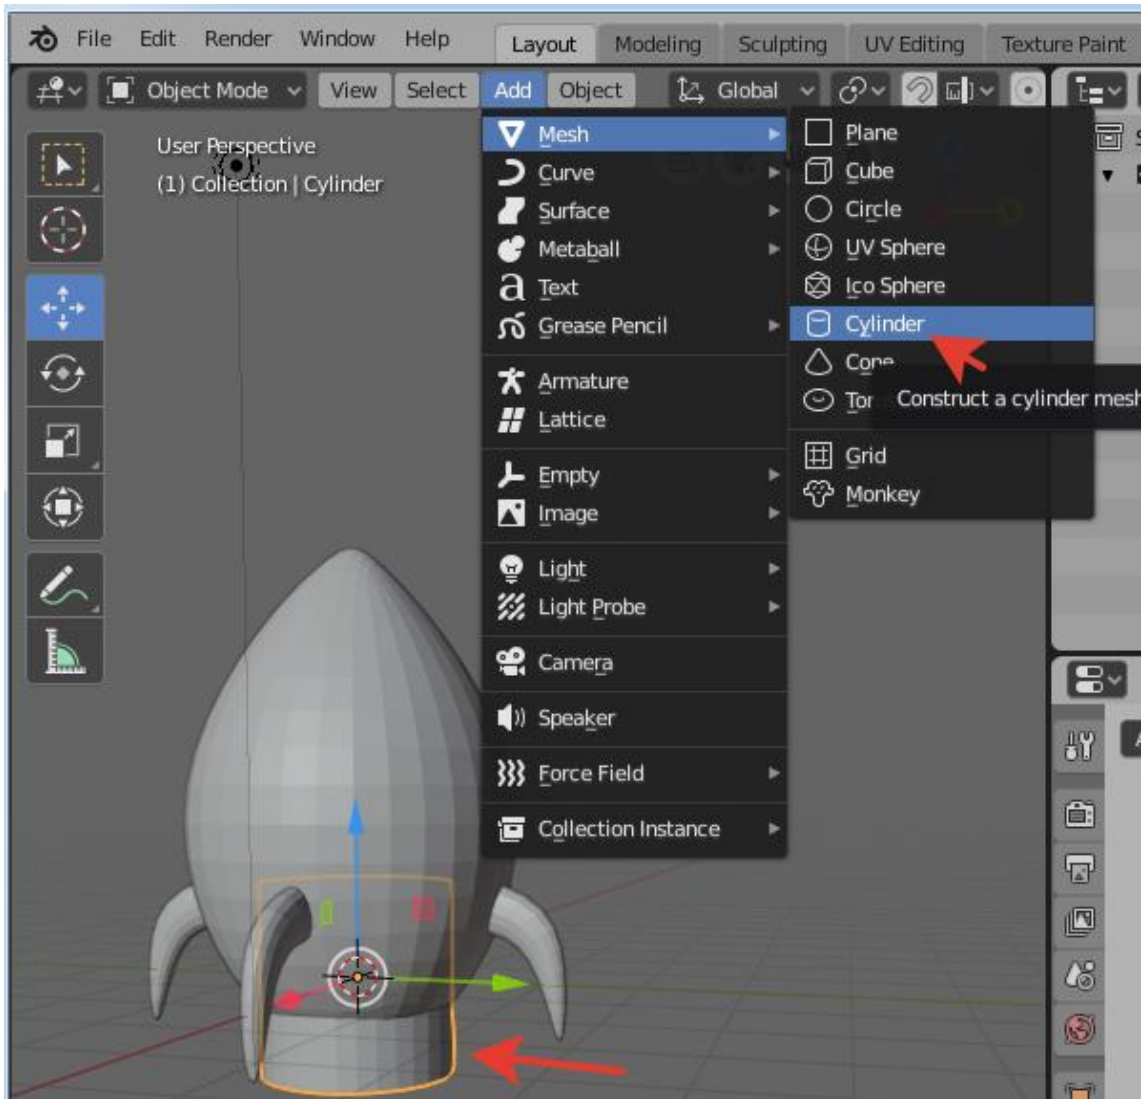 File Edit Render Window Help Layout Modeling Sculpting UV Editing Texture Paint
Object Mode View Select Add Object Global
User Perspective
(1) Collection | Cylinder
Mesh
Curve
Surface
Metaball
Text
Grease Pencil
Armature
Lattice
Empty
Image
Light
Light Probe
Camera
Speaker
Force Field
Collection Instance
Plane
Cube
Circle
UV Sphere
Ico Sphere
Cylinder
Cone
Construct a cylinder mesh
Grid
Monkey